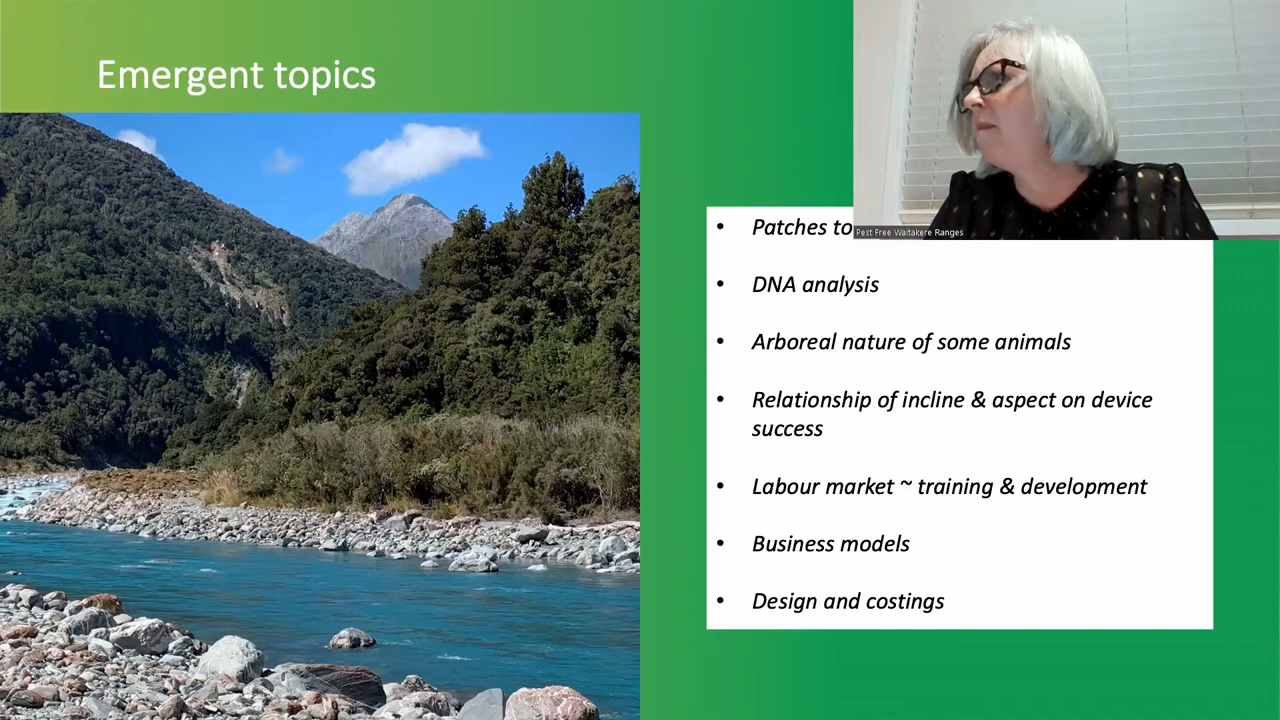 Emergent topics
• Patches to
Pest Free Waitakere Ranges
• DNA analysis
• Arboreal nature of some animals
• Relationship of incline & aspect on device
success
• Labour market ~ training & development
• Business models
• Design and costings